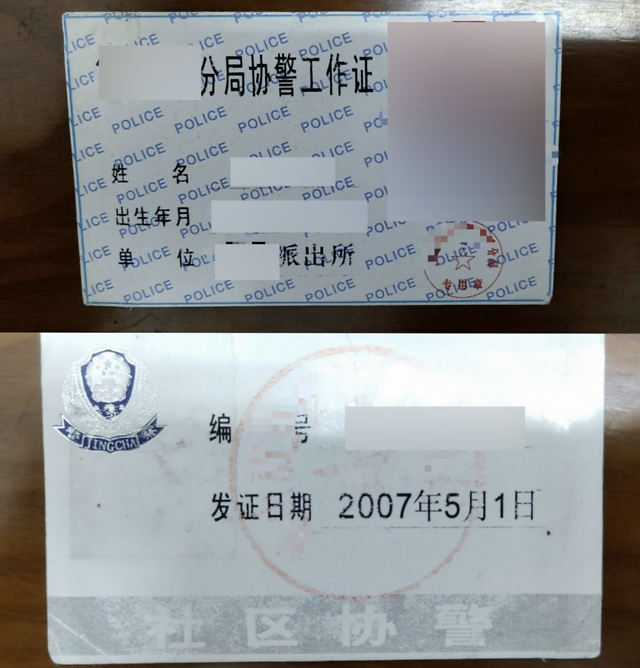 分局协警工作证
姓 名
出生年月
单 位 派出所
专用章
JINGCHA
编 号
发证日期 2007年5月1日
社区协警